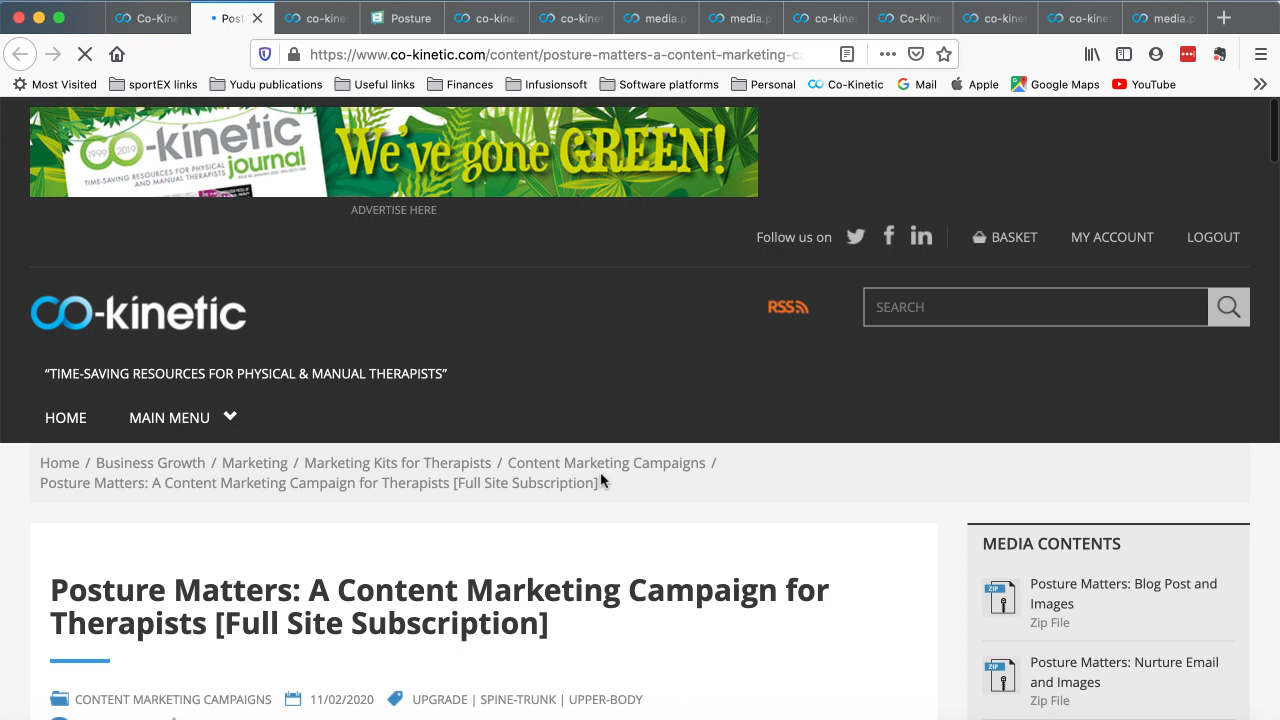 Co-Kine
Post
co-kine
Posture
co-kine
co-kine
media.p
media.p
co-kine
Co-Kine
co-kine
co-kine
media.p
https://www.co-kinetic.com/content/posture-matters-a-content-marketing-ca
Most Visited sportEX links Yudu publications Useful links Finances Infusionsoft Software platforms Personal Co-Kinetic Mail Apple Google Maps YouTube
1999 2019
co-kinetic
journal
TIME-SAVING RESOURCES FOR PHYSICAL
AND MANUAL THERAPISTS
We've gone GREEN!
ADVERTISE HERE
Follow us on BASKET MY ACCOUNT LOGOUT
co-kinetic
RSS
SEARCH
“TIME-SAVING RESOURCES FOR PHYSICAL & MANUAL THERAPISTS”
HOME MAIN MENU
Home / Business Growth / Marketing / Marketing Kits for Therapists / Content Marketing Campaigns /
Posture Matters: A Content Marketing Campaign for Therapists [Full Site Subscription]
Posture Matters: A Content Marketing Campaign for
Therapists [Full Site Subscription]
CONTENT MARKETING CAMPAIGNS 11/02/2020 UPGRADE | SPINE-TRUNK | UPPER-BODY
MEDIA CONTENTS
ZIP
Posture Matters: Blog Post and
Images
Zip File
ZIP
Posture Matters: Nurture Email
and Images
Zip File